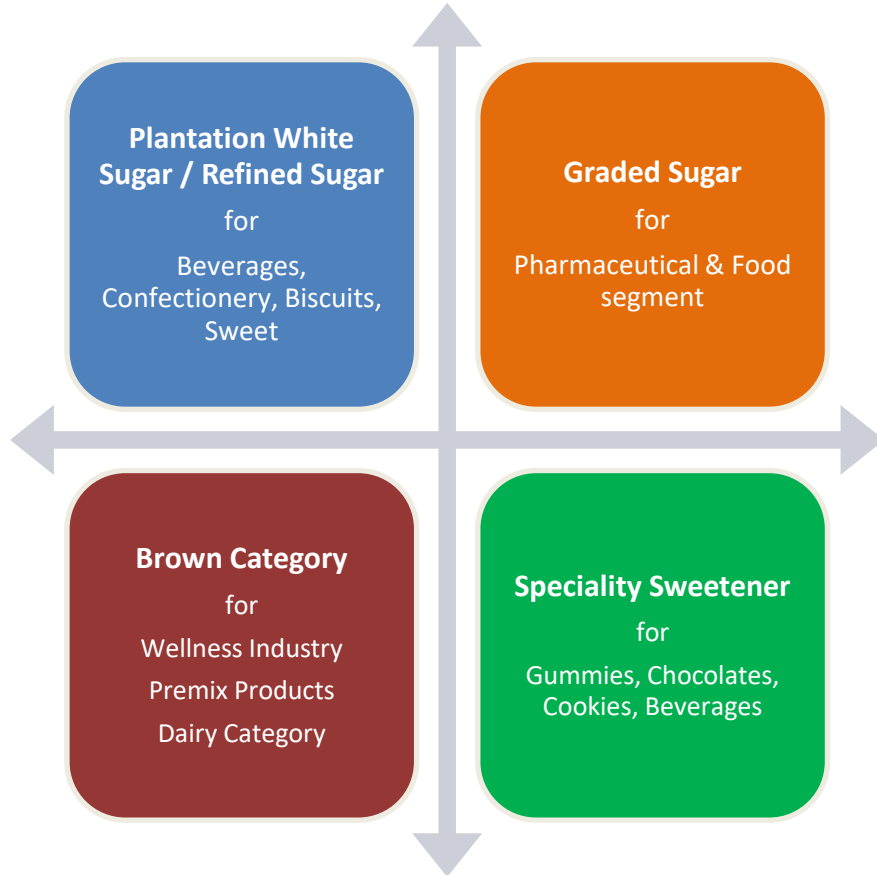 Plantation White
Sugar / Refined Sugar
for
Beverages,
Confectionery, Biscuits,
Sweet
Graded Sugar
for
Pharmaceutical & Food
segment
Brown Category
for
Wellness Industry
Premix Products
Dairy Category
Speciality Sweetener
for
Gummies, Chocolates,
Cookies, Beverages